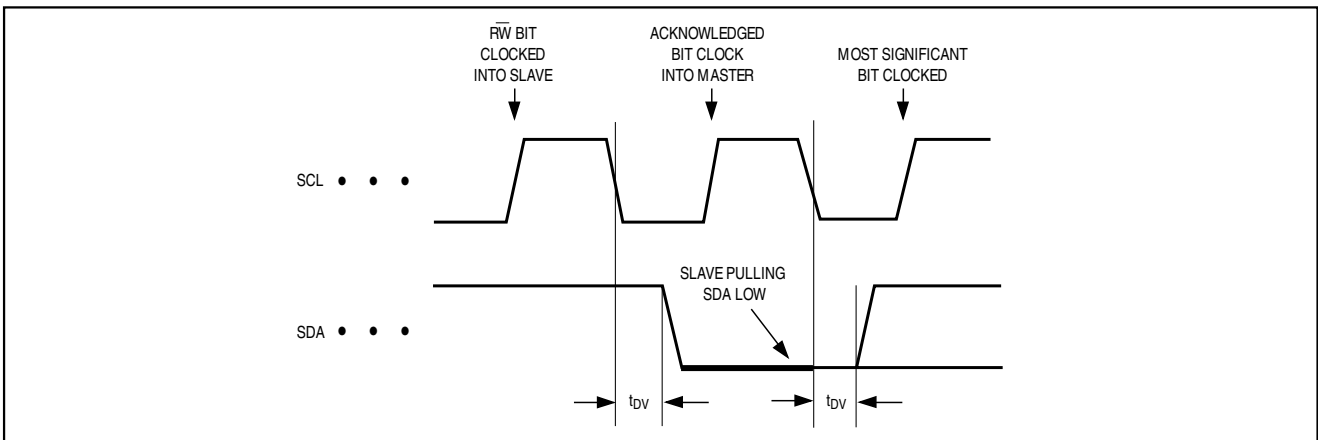 R̅W̅ BIT
CLOCKED
INTO SLAVE
ACKNOWLEDGED
BIT CLOCK
INTO MASTER
MOST SIGNIFICANT
BIT CLOCKED
SCL • • •
SLAVE PULLING
SDA LOW
SDA • • •
tDV
tDV